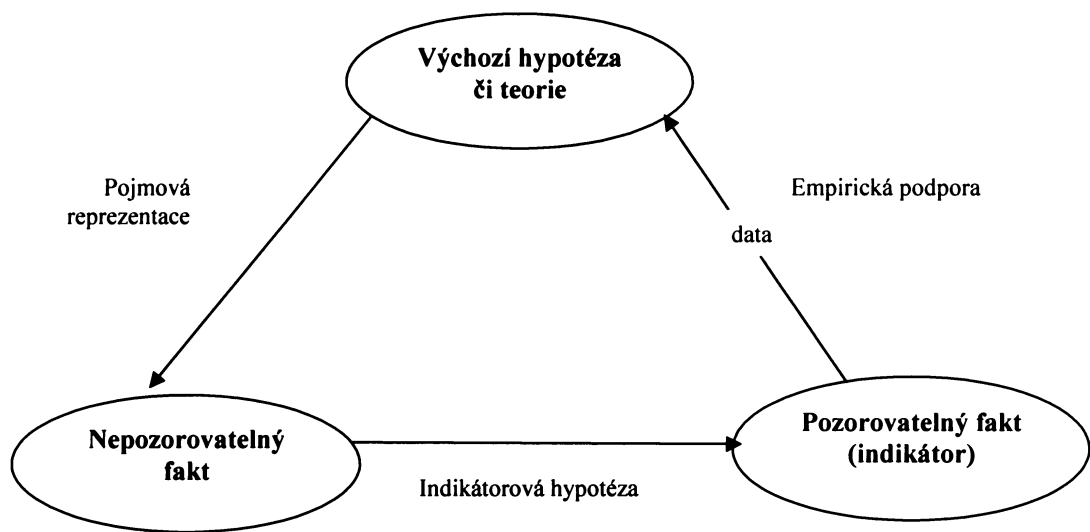 Výchozí hypotéza
či teorie
Pojmová
reprezentace
Empirická podpora
data
Nepozorovatelný
fakt
Pozorovatelný fakt
(indikátor)
Indikátorová hypotéza